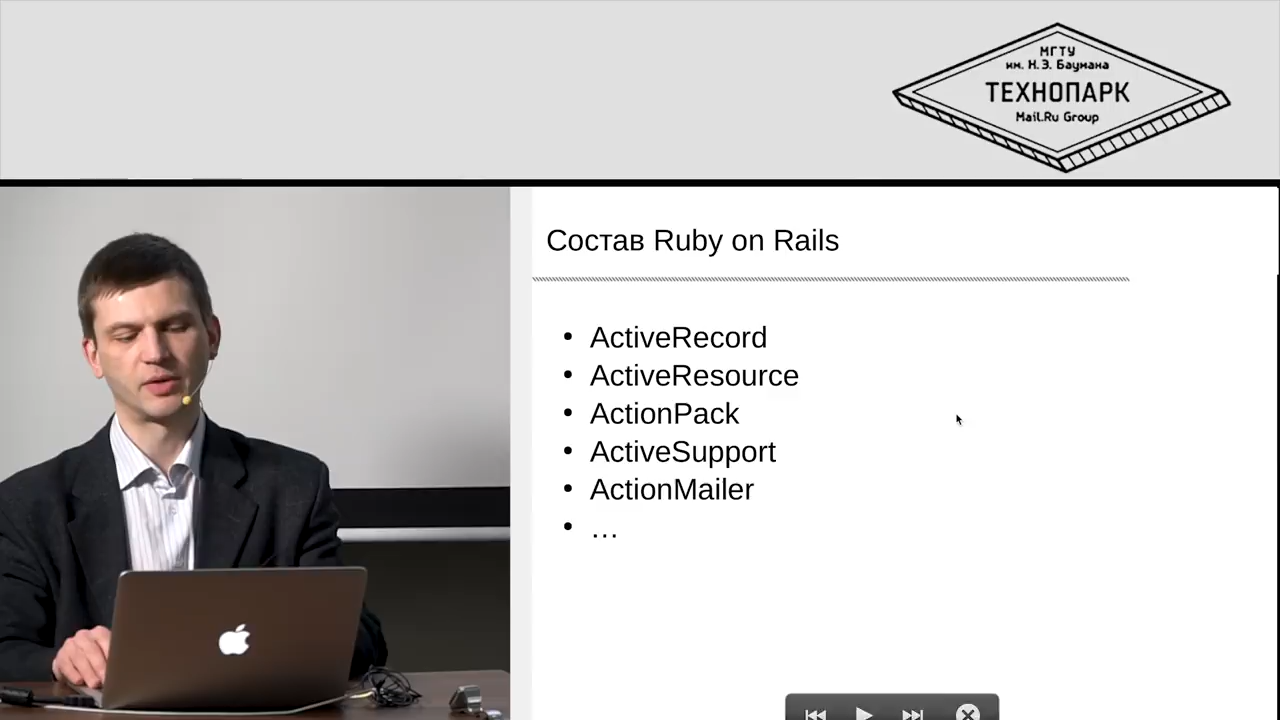 МГТУ
им. Н.Э. Баумана
ТЕХНОПАРК
Mail.Ru Group
Состав Ruby on Rails
• ActiveRecord
• ActiveResource
• ActionPack
• ActiveSupport
• ActionMailer
• …